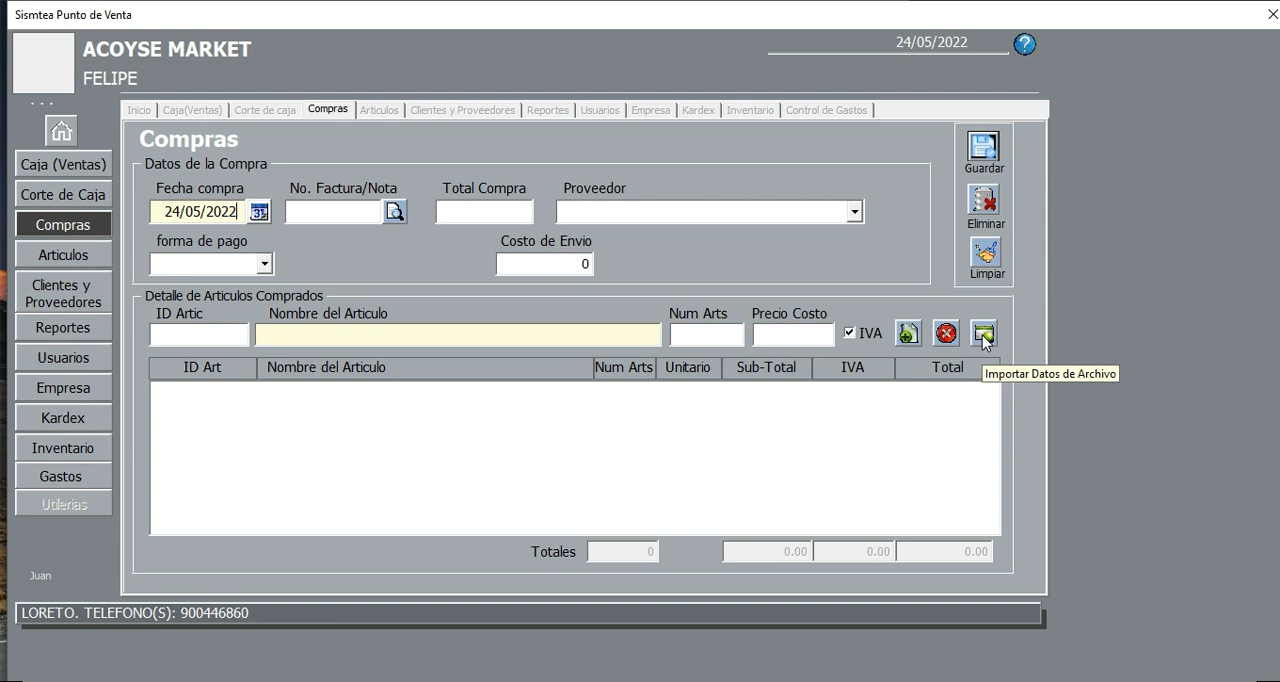 Sismtea Punto de Venta
ACOYSE MARKET
24/05/2022
FELIPE
...
Inicio Caja(Ventas) Corte de caja Compras Articulos Clientes y Proveedores Reportes Usuarios Empresa Kardex Inventario Control de Gastos
Caja (Ventas)
Corte de Caja
Compras
Articulos
Clientes y
Proveedores
Reportes
Usuarios
Empresa
Kardex
Inventario
Gastos
Utilerias
Juan
Compras
Datos de la Compra
Fecha compra No. Factura/Nota Total Compra Proveedor
24/05/2022 31
forma de pago Costo de Envio
0
Guardar
Eliminar
Limpiar
Detalle de Articulos Comprados
ID Artic Nombre del Articulo Num Arts Precio Costo
IVA
ID Art Nombre del Articulo Num Arts Unitario Sub-Total IVA Total
Importar Datos de Archivo
Totales 0 0.00 0.00 0.00
LORETO. TELEFONO(S): 900446860